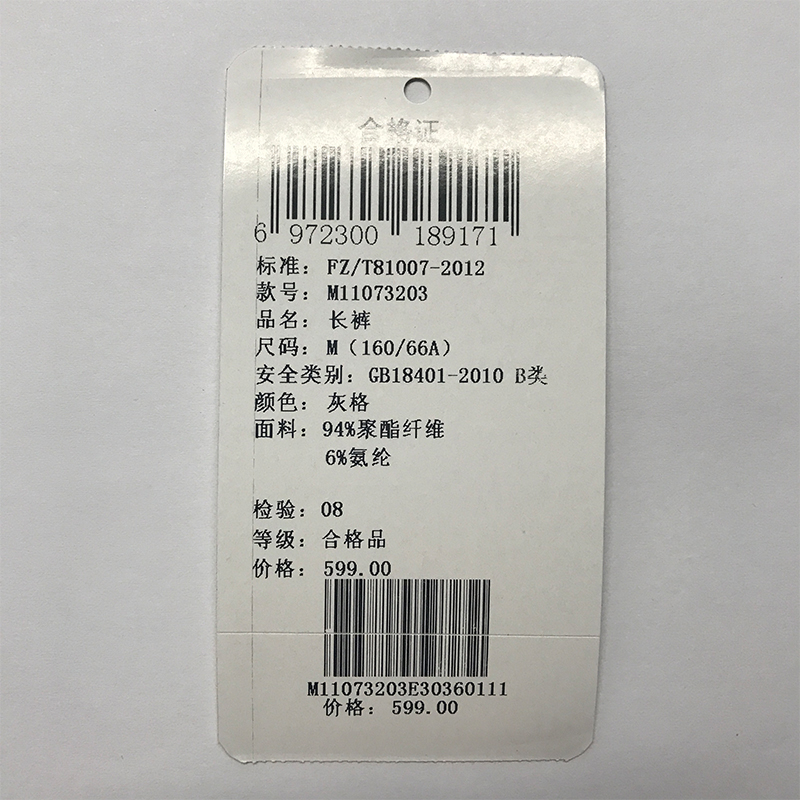 合格证
6 972300 189171
标准: FZ/T81007-2012
款号: M11073203
品名: 长裤
尺码: M (160/66A)
安全类别: GB18401-2010 B类
颜色: 灰格
面料: 94%聚酯纤维
6%氨纶
检验: 08
等级: 合格品
价格: 599.00
M11073203E30360111
价格: 599.00